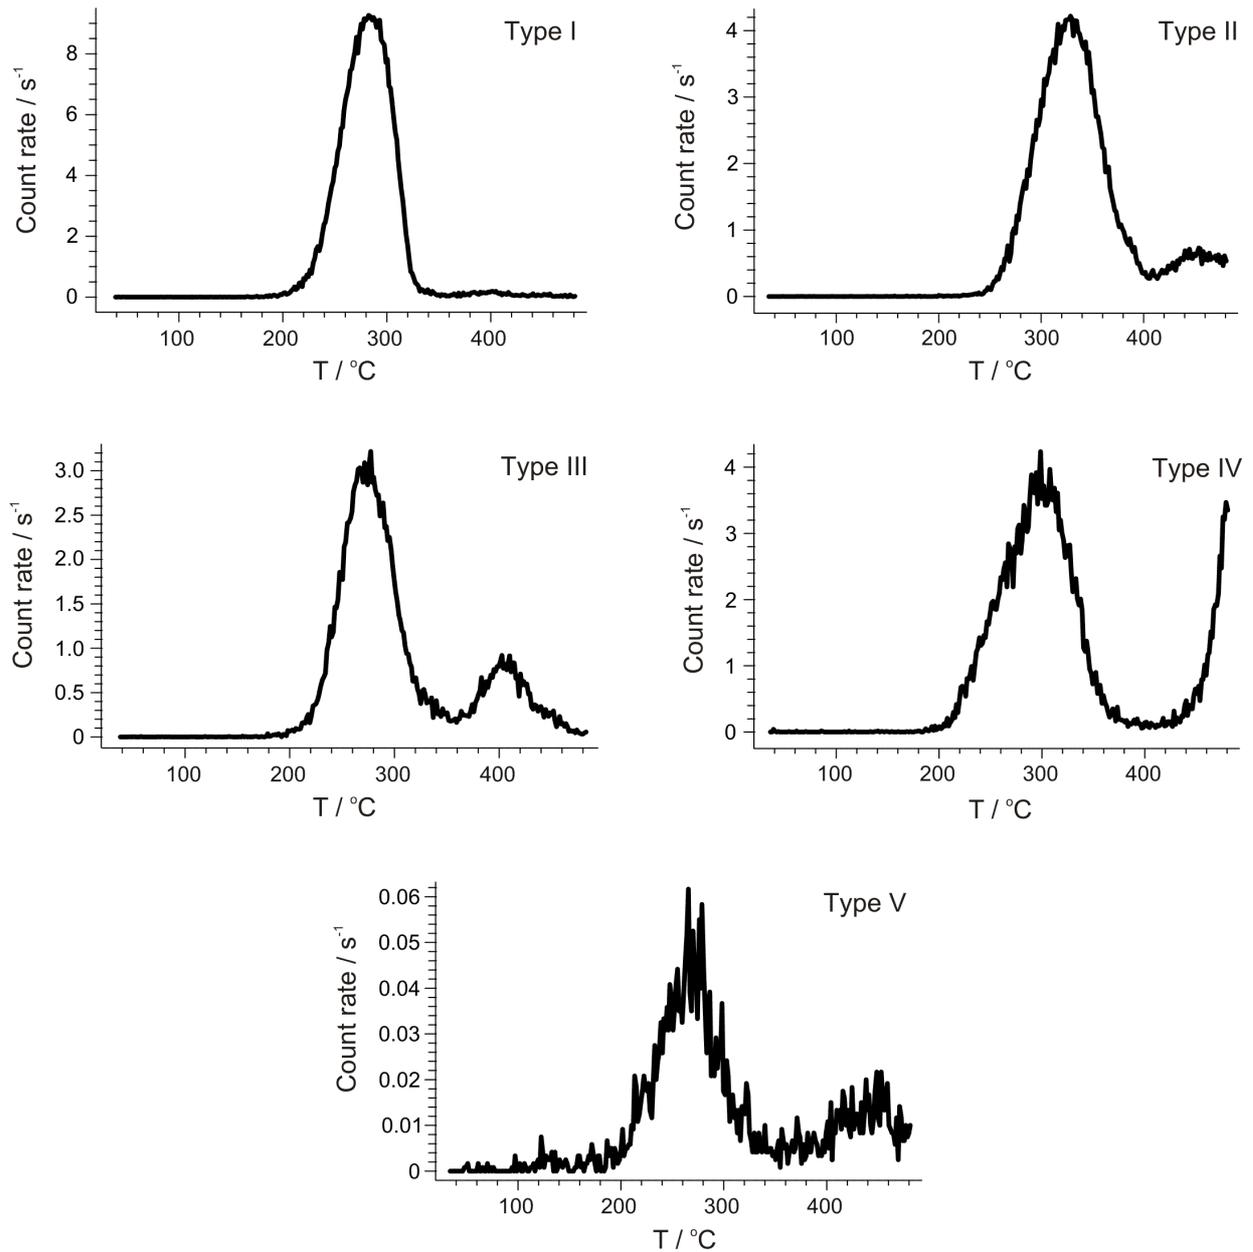 Type I
Count rate / s⁻¹
8
6
4
2
0
100 200 300 400
T / °C
Type II
Count rate / s⁻¹
4
3
2
1
0
100 200 300 400
T / °C
Type III
Count rate / s⁻¹
3.0
2.5
2.0
1.5
1.0
0.5
0
100 200 300 400
T / °C
Type IV
Count rate / s⁻¹
4
3
2
1
0
100 200 300 400
T / °C
Type V
Count rate / s⁻¹
0.06
0.05
0.04
0.03
0.02
0.01
0
100 200 300 400
T / °C